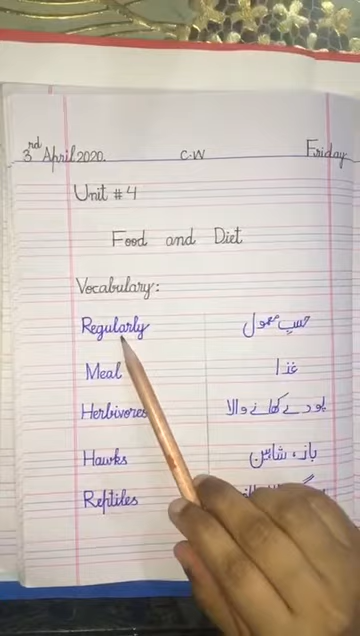 3rd April 2020. C.W Friday
Unit # 4
Food and Diet
Vocabulary:
Regularly حسبِ معمول
Meal غذا
Herbivores پودے کھانے والا
Hawks باز، شاہین
Reptiles